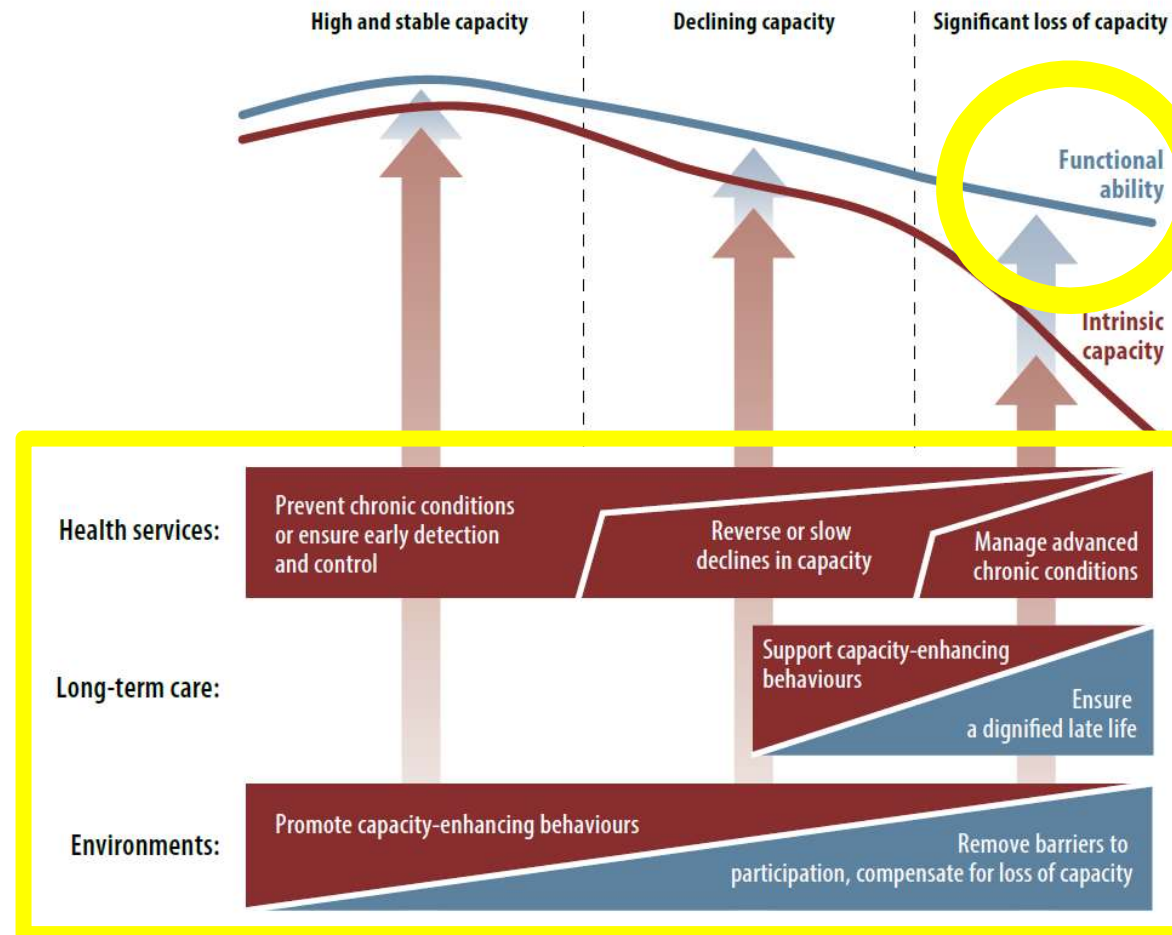 High and stable capacity
Declining capacity
Significant loss of capacity
Functional
ability
Intrinsic
capacity
Health services:
Prevent chronic conditions
or ensure early detection
and control
Reverse or slow
declines in capacity
Manage advanced
chronic conditions
Long-term care:
Support capacity-enhancing
behaviours
Ensure
a dignified late life
Environments:
Promote capacity-enhancing behaviours
Remove barriers to
participation, compensate for loss of capacity